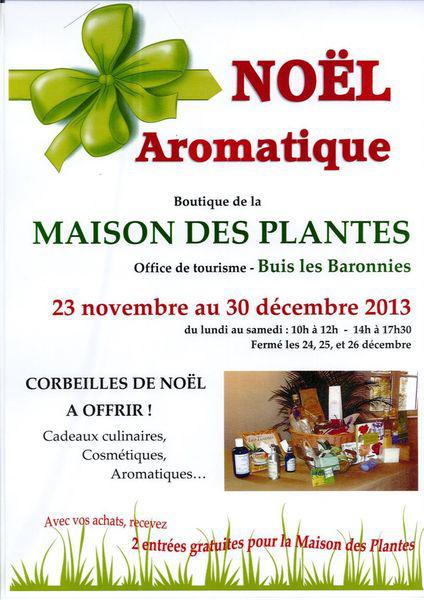 NOËL
Aromatique
Boutique de la
MAISON DES PLANTES
Office de tourisme - Buis les Baronnies
23 novembre au 30 décembre 2013
du lundi au samedi : 10h à 12h - 14h à 17h30
Fermé les 24, 25, et 26 décembre
CORBEILLES DE NOËL
A OFFRIR !
Cadeaux culinaires,
Cosmétiques,
Aromatiques…
Avec vos achats, recevez
2 entrées gratuites pour la Maison des Plantes